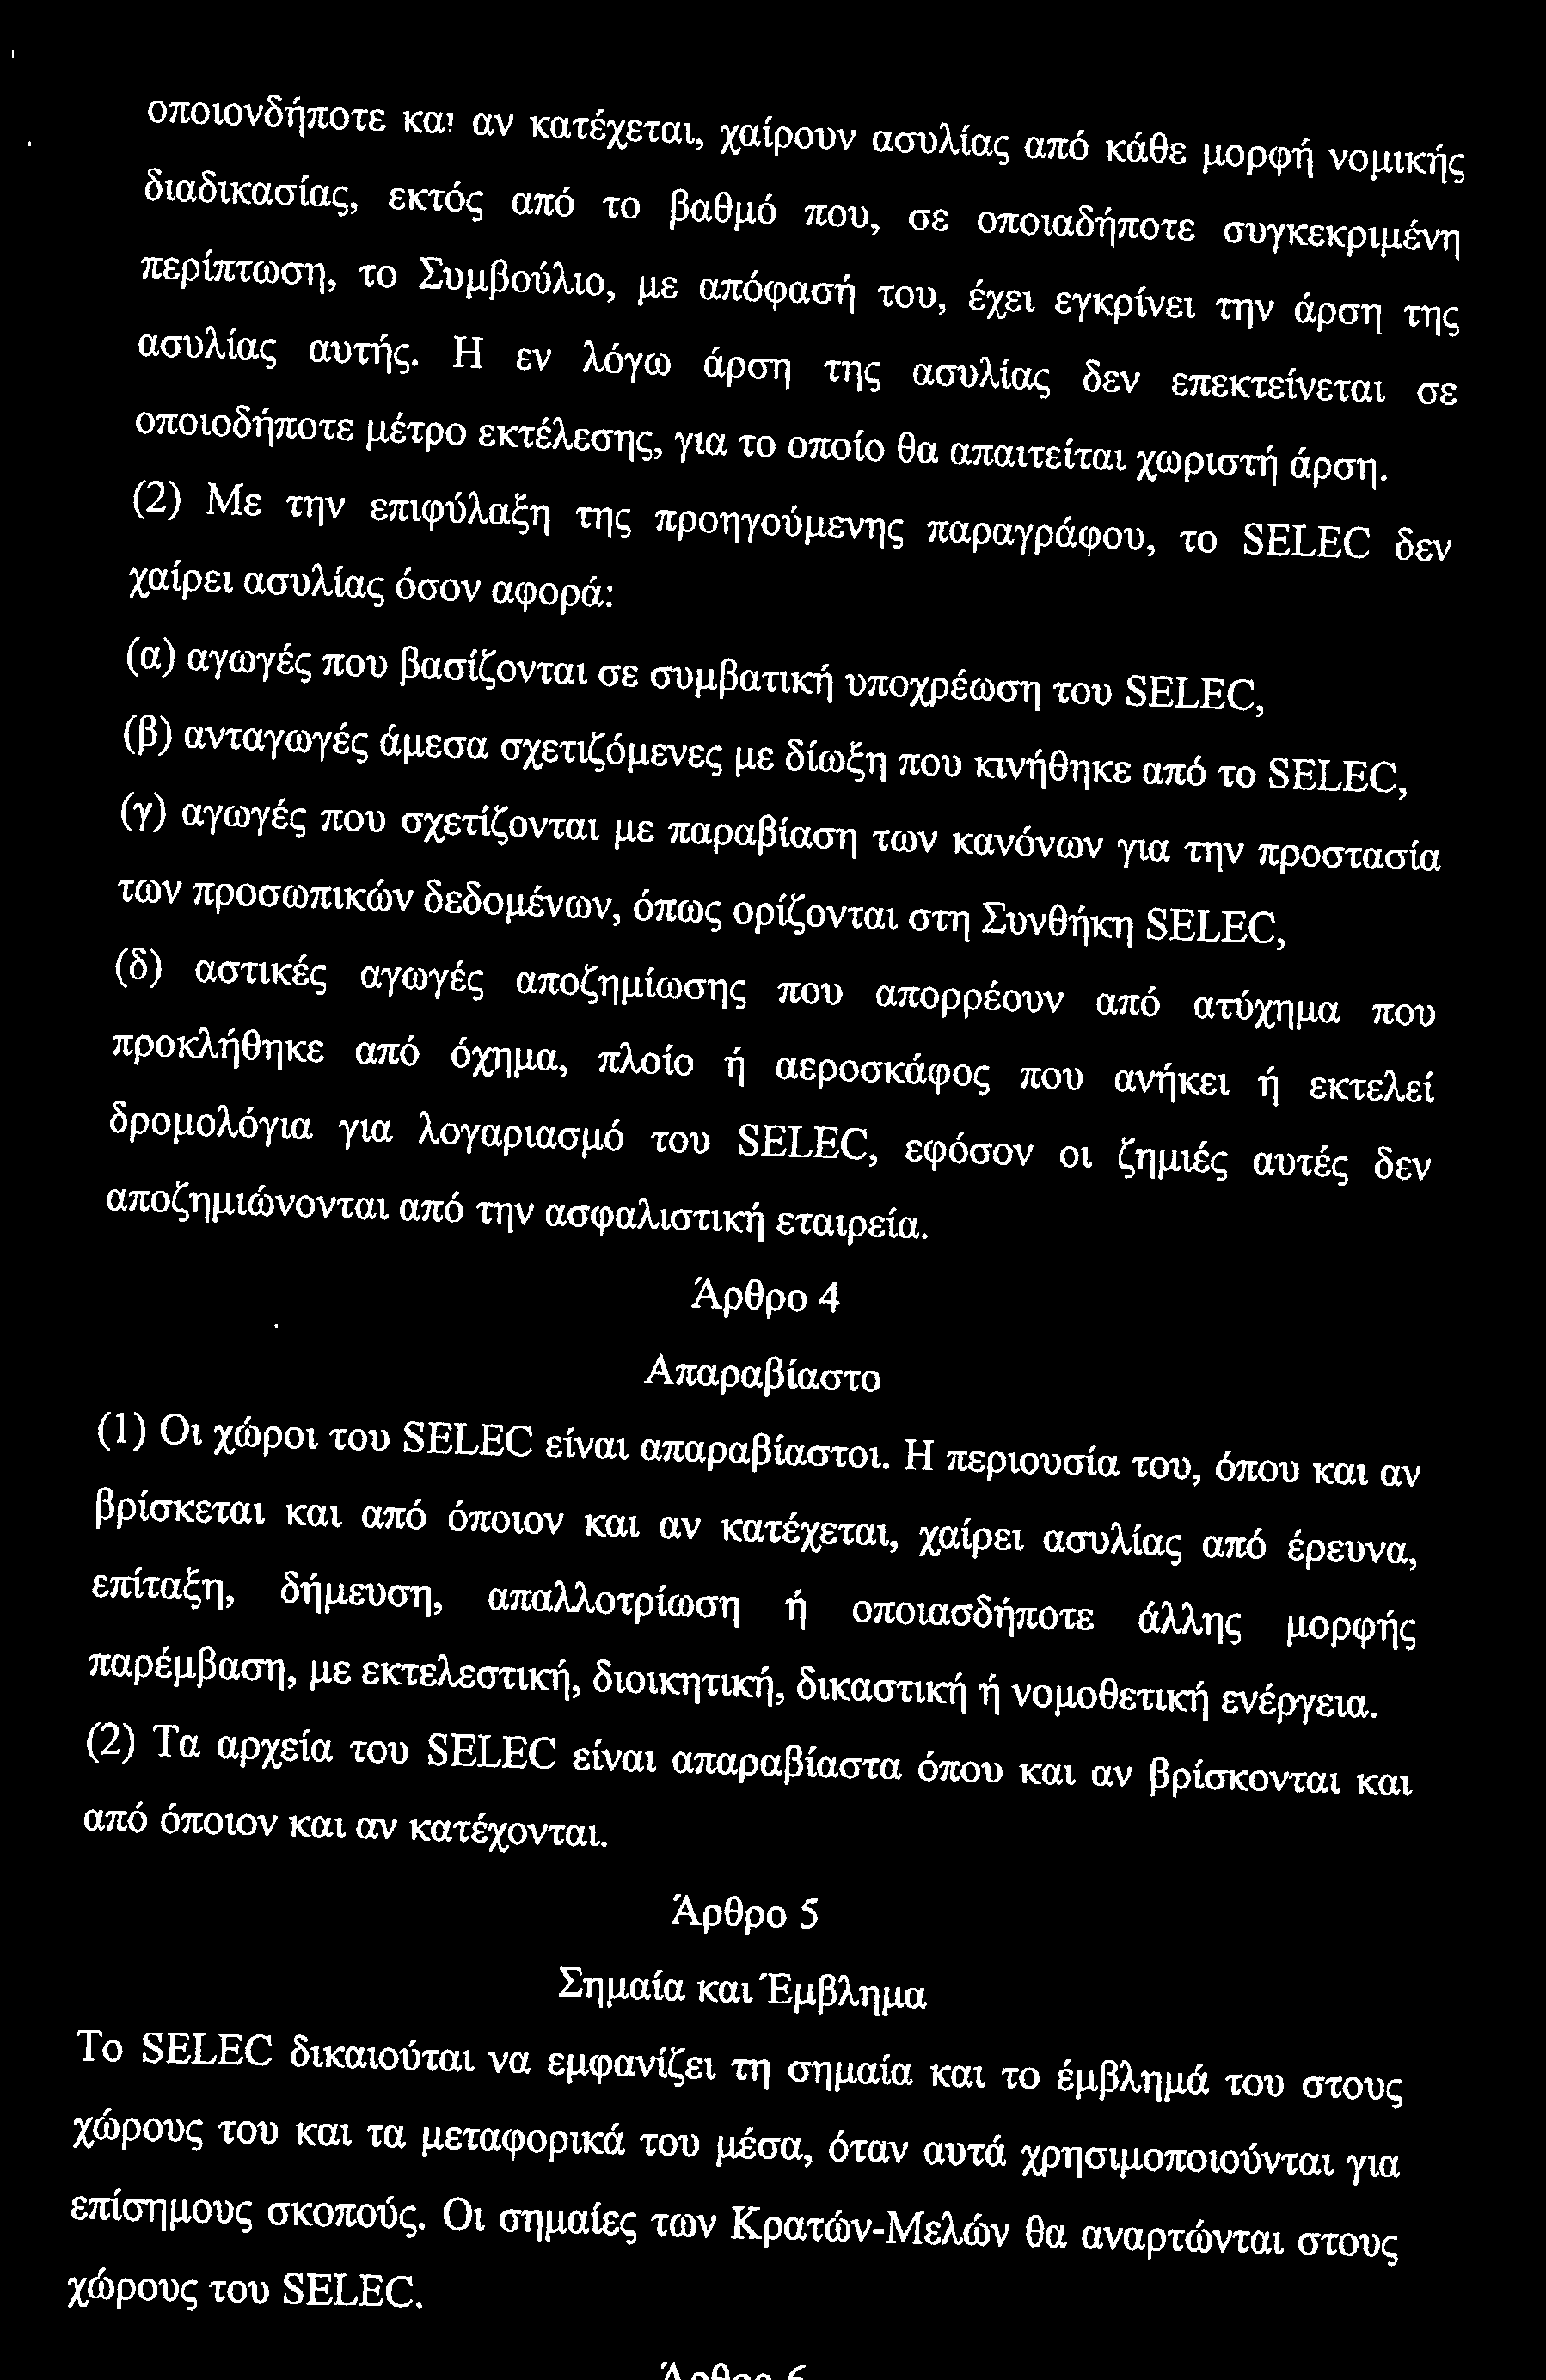 οποιονδήποτε και αν κατέχεται, χαίρουν ασυλίας από κάθε μορφή νομικής
διαδικασίας, εκτός από το βαθμό που, σε οποιαδήποτε συγκεκριμένη
περίπτωση, το Συμβούλιο, με απόφασή του, έχει εγκρίνει την άρση της
ασυλίας αυτής. Η εν λόγω άρση της ασυλίας δεν επεκτείνεται σε
οποιοδήποτε μέτρο εκτέλεσης, για το οποίο θα απαιτείται χωριστή άρση.
(2) Με την επιφύλαξη της προηγούμενης παραγράφου, το SELEC δεν
χαίρει ασυλίας όσον αφορά:
(α) αγωγές που βασίζονται σε συμβατική υποχρέωση του SELEC,
(β) ανταγωγές άμεσα σχετιζόμενες με δίωξη που κινήθηκε από το SELEC,
(γ) αγωγές που σχετίζονται με παραβίαση των κανόνων για την προστασία
των προσωπικών δεδομένων, όπως ορίζονται στη Συνθήκη SELEC,
(δ) αστικές αγωγές αποζημίωσης που απορρέουν από ατύχημα που
προκλήθηκε από όχημα, πλοίο ή αεροσκάφος που ανήκει ή εκτελεί
δρομολόγια για λογαριασμό του SELEC, εφόσον οι ζημιές αυτές δεν
αποζημιώνονται από την ασφαλιστική εταιρεία.
Άρθρο 4
Απαραβίαστο
(1) Οι χώροι του SELEC είναι απαραβίαστοι. Η περιουσία του, όπου και αν
βρίσκεται και από όποιον και αν κατέχεται, χαίρει ασυλίας από έρευνα,
επίταξη, δήμευση, απαλλοτρίωση ή οποιασδήποτε άλλης μορφής
παρέμβαση, με εκτελεστική, διοικητική, δικαστική ή νομοθετική ενέργεια.
(2) Τα αρχεία του SELEC είναι απαραβίαστα όπου και αν βρίσκονται και
από όποιον και αν κατέχονται.
Άρθρο 5
Σημαία και Έμβλημα
Το SELEC δικαιούται να εμφανίζει τη σημαία και το έμβλημά του στους
χώρους του και τα μεταφορικά του μέσα, όταν αυτά χρησιμοποιούνται για
επίσημους σκοπούς. Οι σημαίες των Κρατών-Μελών θα αναρτώνται στους
χώρους του SELEC.
Άρθρο 6